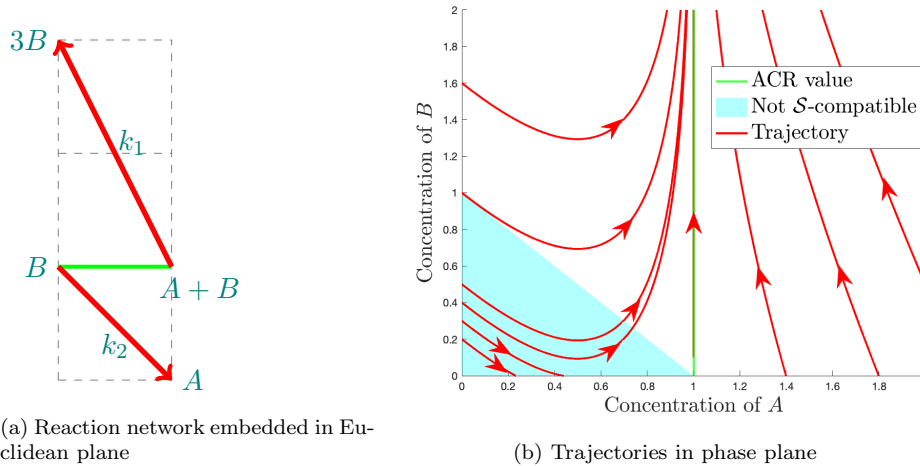 3B
k₁
B
A + B
k₂
A
(a) Reaction network embedded in Eu-
clidean plane
Concentration of B
2
1.8
1.6
1.4
1.2
1
0.8
0.6
0.4
0.2
0
0 0.2 0.4 0.6 0.8 1.0 1.2 1.4 1.6 1.8
Concentration of A
ACR value
Not 𝒮-compatible
Trajectory
(b) Trajectories in phase plane